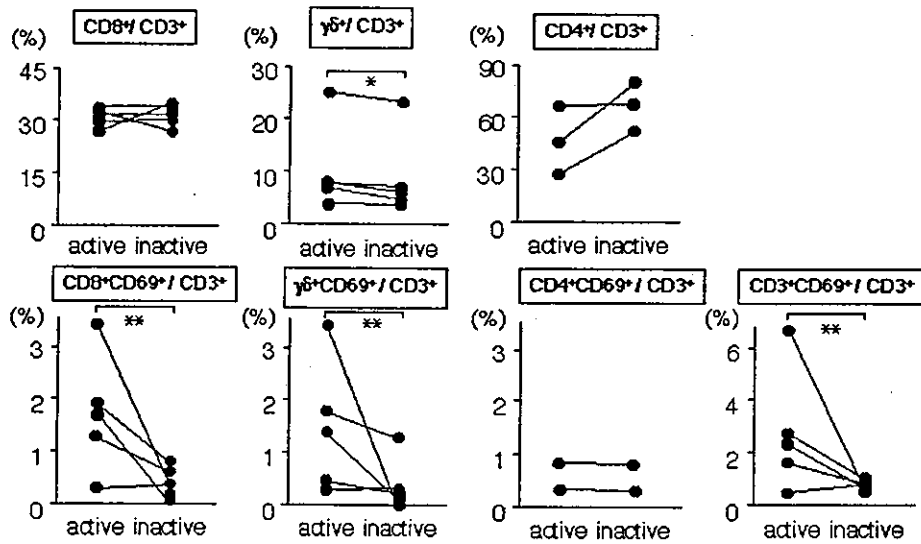 CD8⁺/ CD3⁺
(%)
45
30
15
0
active inactive
γδ⁺/ CD3⁺
(%)
30
20
10
0
*
active inactive
CD4⁺/ CD3⁺
(%)
90
60
30
0
active inactive
CD8⁺CD69⁺/ CD3⁺
(%)
**
3
2
1
0
active inactive
γδ⁺CD69⁺/ CD3⁺
(%)
**
3
2
1
0
active inactive
CD4⁺CD69⁺/ CD3⁺
(%)
3
2
1
0
active inactive
CD3⁺CD69⁺/ CD3⁺
(%)
**
6
4
2
0
active inactive